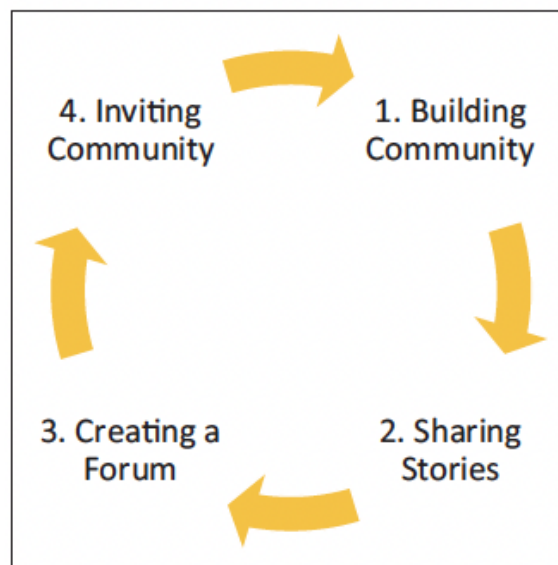 1. Building
Community
2. Sharing
Stories
3. Creating a
Forum
4. Inviting
Community